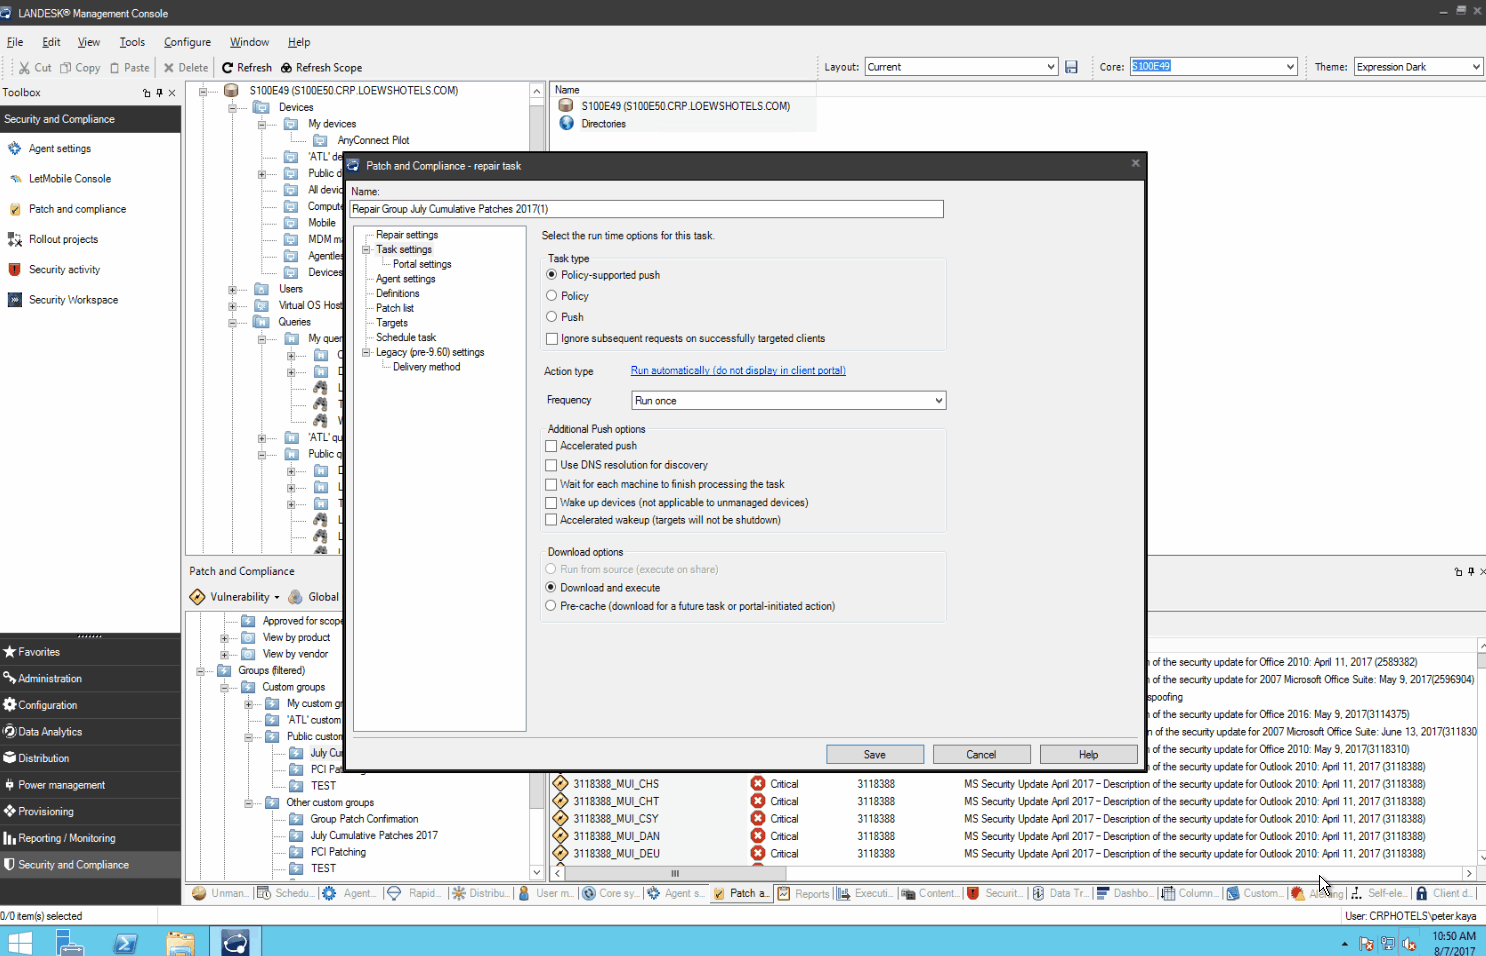 LANDESK® Management Console
File Edit View Tools Configure Window Help
Cut Copy Paste Delete Refresh Refresh Scope Layout: Current Core: S100E49 Theme: Expression Dark
Toolbox
Security and Compliance
Agent settings
LetMobile Console
Patch and compliance
Rollout projects
Security activity
Security Workspace
Favorites
Administration
Configuration
Data Analytics
Distribution
Power management
Provisioning
Reporting / Monitoring
Security and Compliance
S100E49 (S100E50.CRP.LOEWSHOTELS.COM)
Devices
My devices
AnyConnect Pilot
'ATL' de
Public d
All devic
Compute
Mobile
MDM ma
Agentles
Devices
Users
Virtual OS Host
Queries
My quer
'ATL' qu
Public q
Name
S100E49 (S100E50.CRP.LOEWSHOTELS.COM)
Directories
Patch and Compliance - repair task
Name:
Repair Group July Cumulative Patches 2017(1)
Repair settings
Task settings
Portal settings
Agent settings
Definitions
Patch list
Targets
Schedule task
Legacy (pre-9.60) settings
Delivery method
Select the run time options for this task.
Task type
Policy-supported push
Policy
Push
Ignore subsequent requests on successfully targeted clients
Action type Run automatically (do not display in client portal)
Frequency Run once
Additional Push options
Accelerated push
Use DNS resolution for discovery
Wait for each machine to finish processing the task
Wake up devices (not applicable to unmanaged devices)
Accelerated wakeup (targets will not be shutdown)
Download options
Run from source (execute on share)
Download and execute
Pre-cache (download for a future task or portal-initiated action)
Save Cancel Help
Patch and Compliance
Vulnerability Global
Approved for scope
View by product
View by vendor
Groups (filtered)
Custom groups
My custom gr
'ATL' custom
Public custom
July Cu
PCI Pat
TEST
Other custom groups
Group Patch Confirmation
July Cumulative Patches 2017
PCI Patching
TEST
of the security update for Office 2010: April 11, 2017 (2589382)
of the security update for 2007 Microsoft Office Suite: May 9, 2017(2596904)
spoofing
of the security update for Office 2016: May 9, 2017(3114375)
n of the security update for 2007 Microsoft Office Suite: June 13, 2017(311830
of the security update for Office 2010: May 9, 2017(3118310)
of the security update for Outlook 2010: April 11, 2017 (3118388)
3118388_MUI_CHS Critical 3118388 MS Security Update April 2017 – Description of the security update for Outlook 2010: April 11, 2017 (3118388)
3118388_MUI_CHT Critical 3118388 MS Security Update April 2017 – Description of the security update for Outlook 2010: April 11, 2017 (3118388)
3118388_MUI_CSY Critical 3118388 MS Security Update April 2017 – Description of the security update for Outlook 2010: April 11, 2017 (3118388)
3118388_MUI_DAN Critical 3118388 MS Security Update April 2017 – Description of the security update for Outlook 2010: April 11, 2017 (3118388)
3118388_MUI_DEU Critical 3118388 MS Security Update April 2017 – Description of the security update for Outlook 2010: April 11, 2017 (3118388)
Unman... Schedu... Agent... Rapid... Distribu... User m... Core sy... Agent s... Patch a... Reports Executi... Content... Securit... Data Tr... Dashbo... Column... Custom... Alerting Self-ele... Client d...
0/0 item(s) selected
User: CRPHOTELS\peter.kaya
10:50 AM
8/7/2017